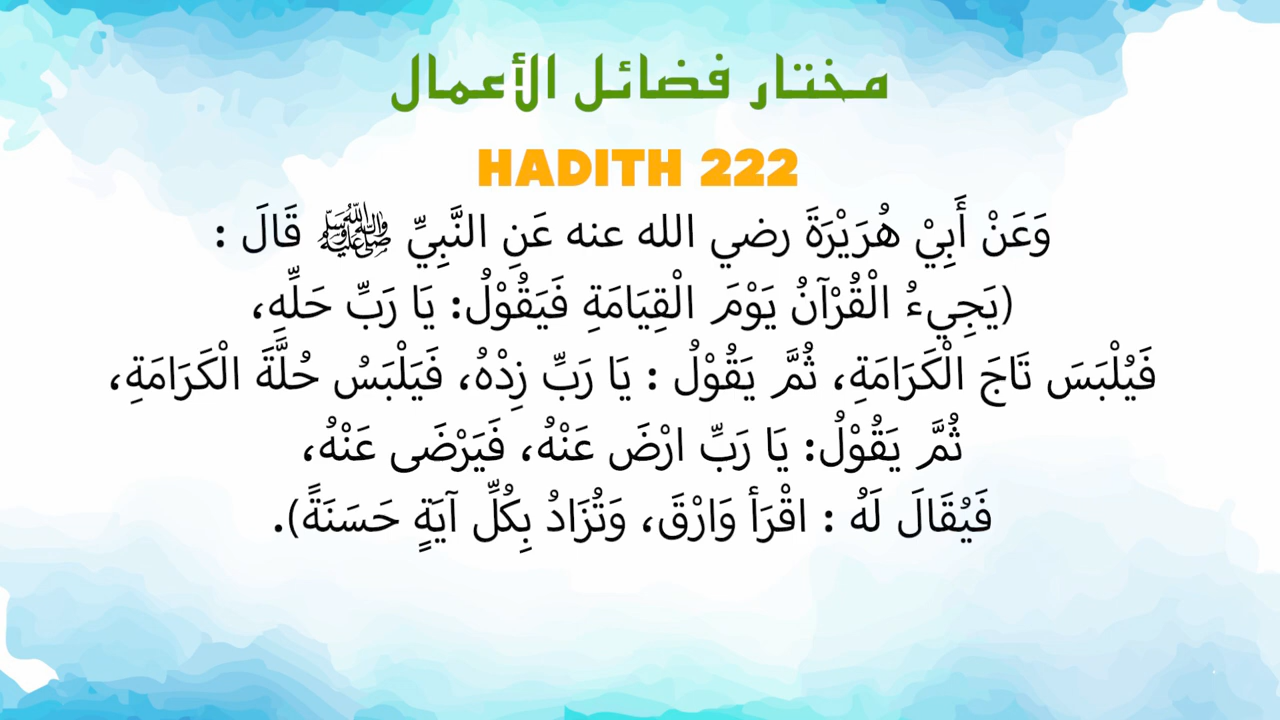 مختار فضائل الأعمال
HADITH 222
وَعَنْ أَبِيْ هُرَيْرَةَ رضي الله عنه عَنِ النَّبِيِّ ﷺ قَالَ :
(يَجِيءُ الْقُرْآنُ يَوْمَ الْقِيَامَةِ فَيَقُوْلُ: يَا رَبِّ حَلِّهِ،
فَيُلْبَسَ تَاجَ الْكَرَامَةِ، ثُمَّ يَقُوْلُ : يَا رَبِّ زِدْهُ، فَيَلْبَسُ حُلَّةَ الْكَرَامَةِ،
ثُمَّ يَقُوْلُ: يَا رَبِّ ارْضَ عَنْهُ، فَيَرْضَى عَنْهُ،
فَيُقَالَ لَهُ : اقْرَأ وَارْقَ، وَتُزَادُ بِكُلِّ آيَةٍ حَسَنَةً).